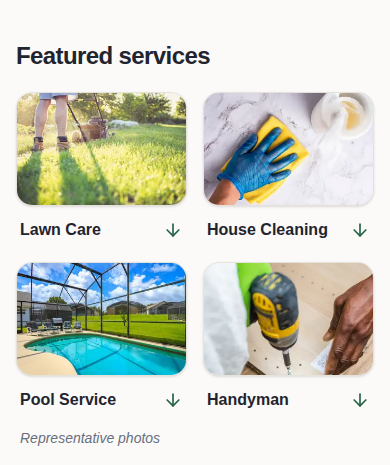 Featured services
Lawn Care
House Cleaning
Pool Service
Handyman
Representative photos